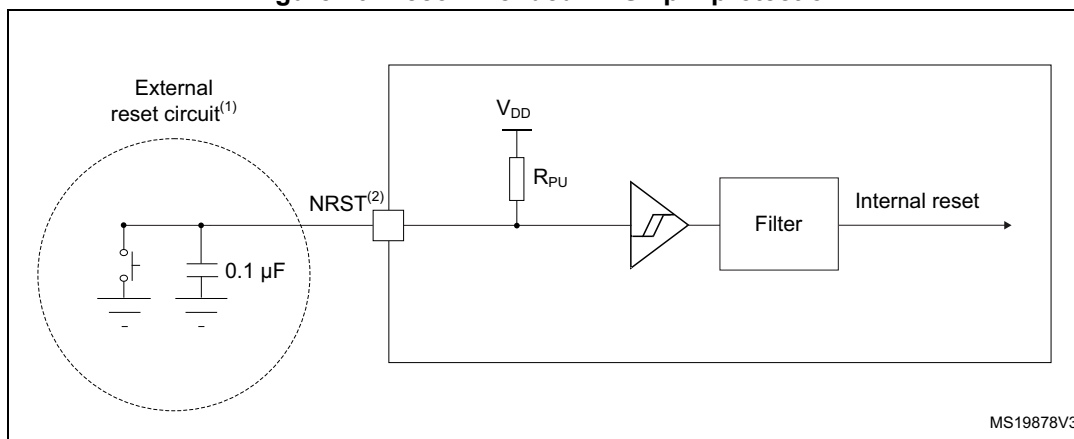 External
reset circuit(1)
VDD
RPU
NRST(2)
Filter
Internal reset
0.1 µF
MS19878V3